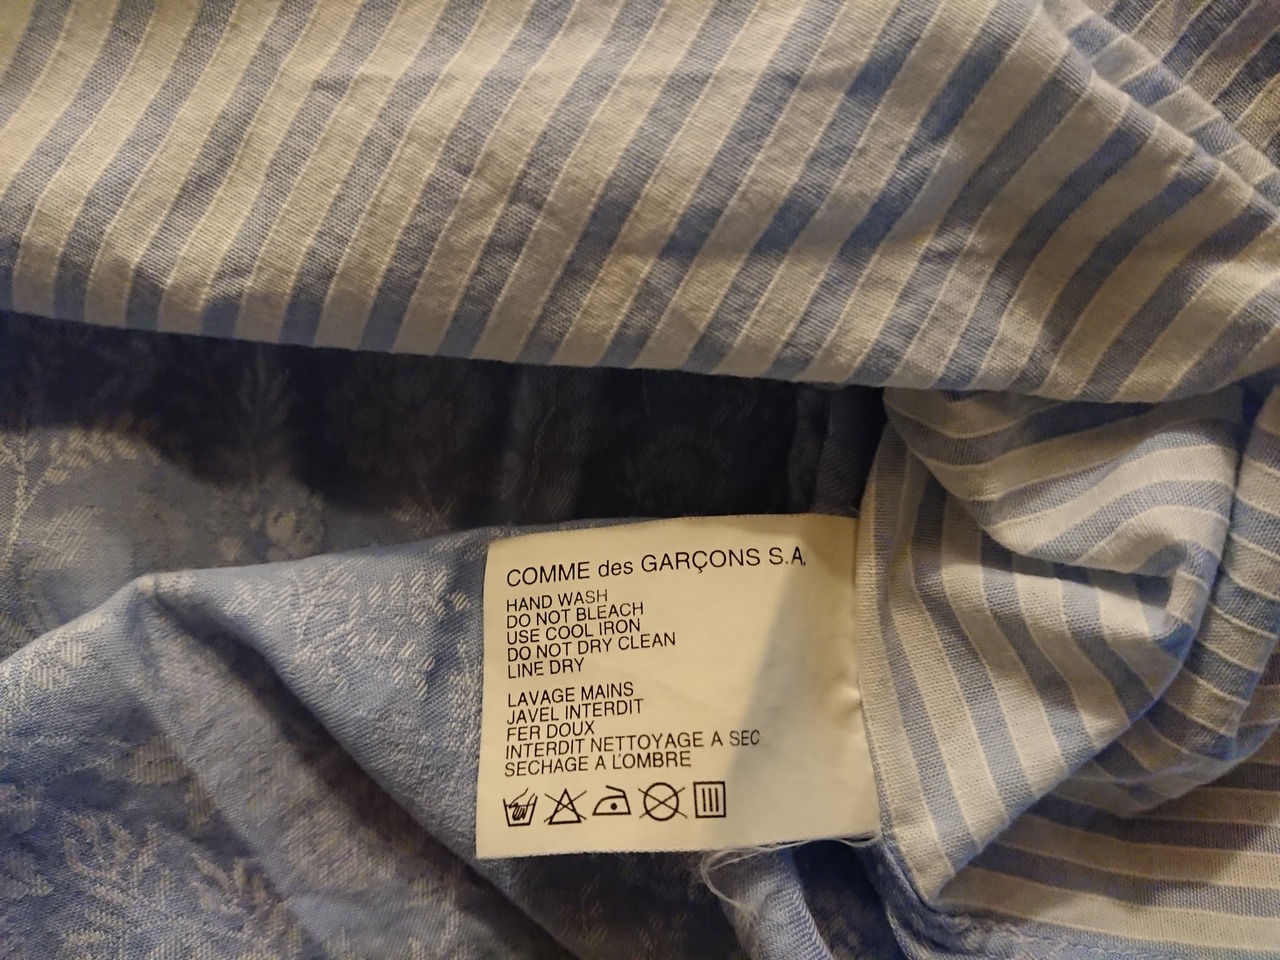 COMME des GARÇONS S.A.
HAND WASH
DO NOT BLEACH
USE COOL IRON
DO NOT DRY CLEAN
LINE DRY
LAVAGE MAINS
JAVEL INTERDIT
FER DOUX
INTERDIT NETTOYAGE A SEC
SECHAGE A L'OMBRE